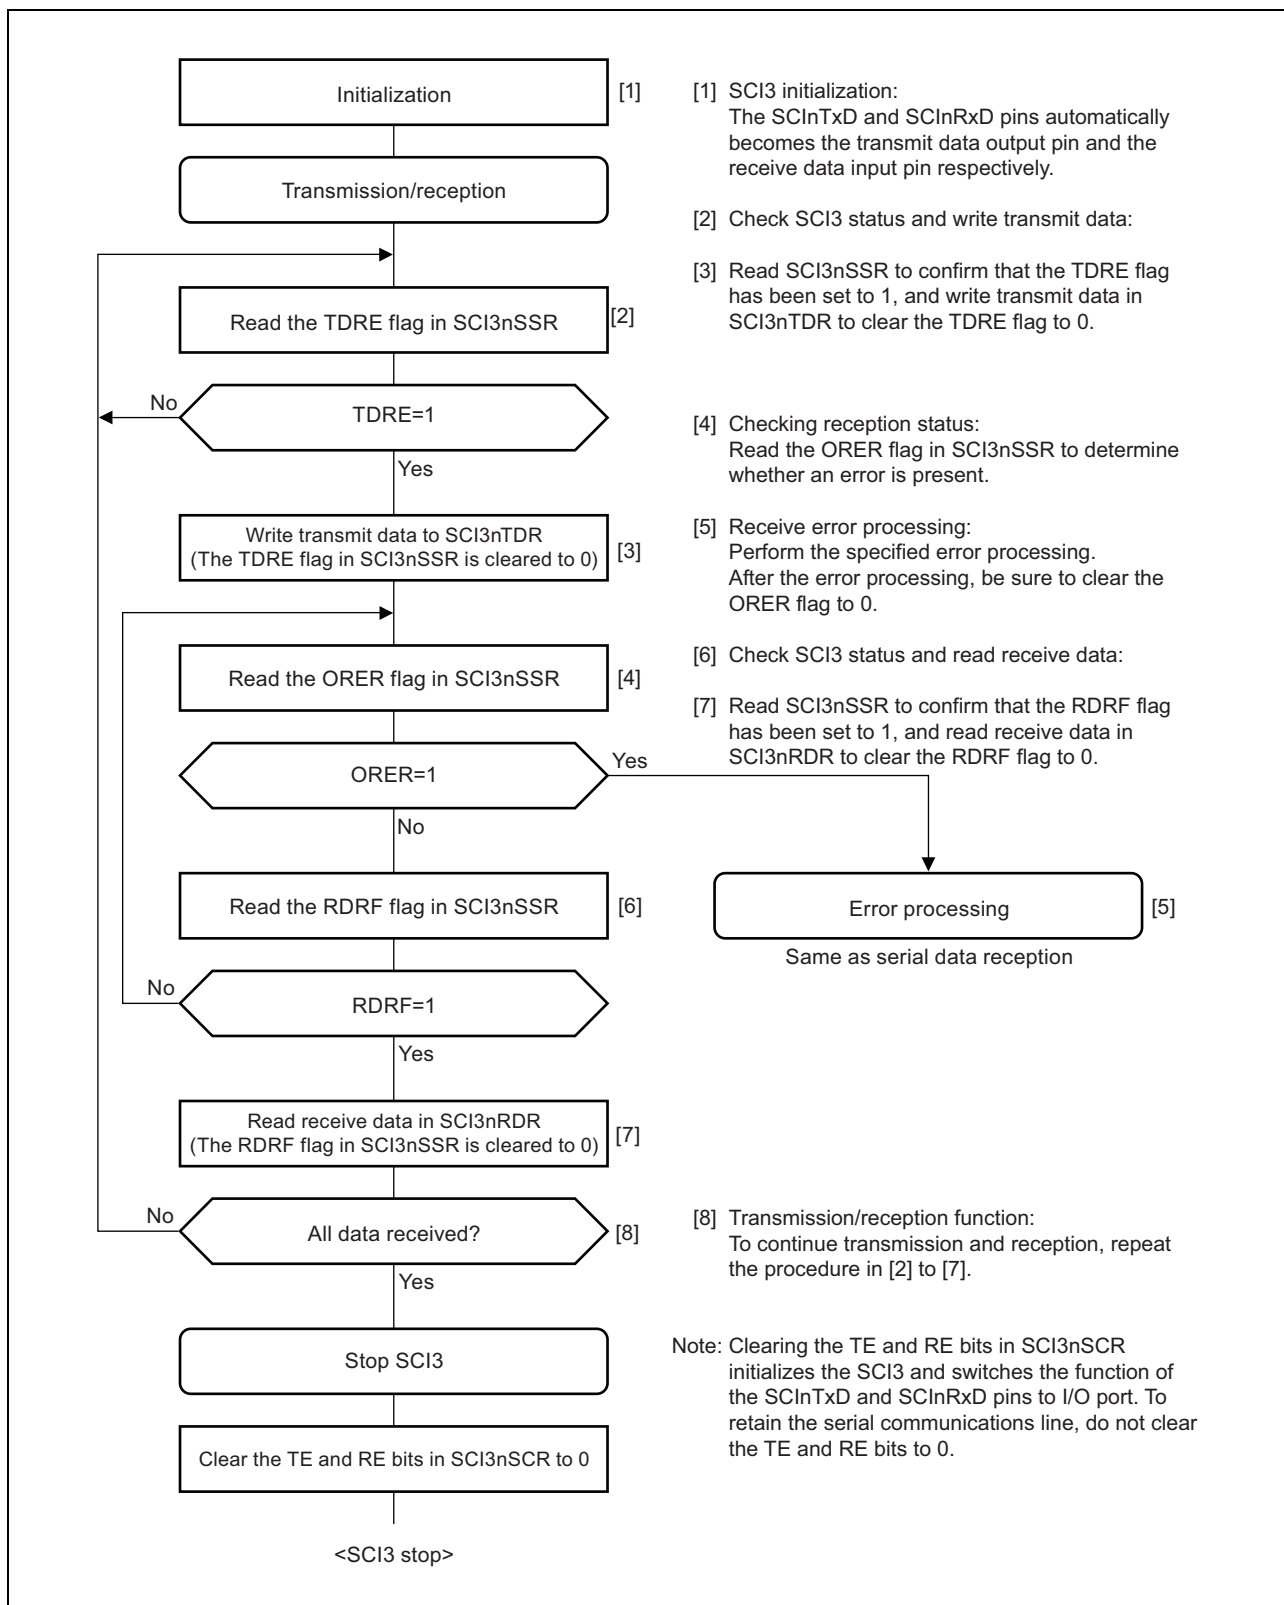 Initialization
[1]
Transmission/reception
Read the TDRE flag in SCI3nSSR
[2]
No
TDRE=1
Yes
Write transmit data to SCI3nTDR
(The TDRE flag in SCI3nSSR is cleared to 0)
[3]
Read the ORER flag in SCI3nSSR
[4]
ORER=1
Yes
No
Read the RDRF flag in SCI3nSSR
[6]
Error processing
[5]
Same as serial data reception
No
RDRF=1
Yes
Read receive data in SCI3nRDR
(The RDRF flag in SCI3nSSR is cleared to 0)
[7]
No
All data received?
[8]
Yes
Stop SCI3
Clear the TE and RE bits in SCI3nSCR to 0
<SCI3 stop>
[1] SCI3 initialization:
The SCInTxD and SCInRxD pins automatically
becomes the transmit data output pin and the
receive data input pin respectively.
[2] Check SCI3 status and write transmit data:
[3] Read SCI3nSSR to confirm that the TDRE flag
has been set to 1, and write transmit data in
SCI3nTDR to clear the TDRE flag to 0.
[4] Checking reception status:
Read the ORER flag in SCI3nSSR to determine
whether an error is present.
[5] Receive error processing:
Perform the specified error processing.
After the error processing, be sure to clear the
ORER flag to 0.
[6] Check SCI3 status and read receive data:
[7] Read SCI3nSSR to confirm that the RDRF flag
has been set to 1, and read receive data in
SCI3nRDR to clear the RDRF flag to 0.
[8] Transmission/reception function:
To continue transmission and reception, repeat
the procedure in [2] to [7].
Note: Clearing the TE and RE bits in SCI3nSCR
initializes the SCI3 and switches the function of
the SCInTxD and SCInRxD pins to I/O port. To
retain the serial communications line, do not clear
the TE and RE bits to 0.